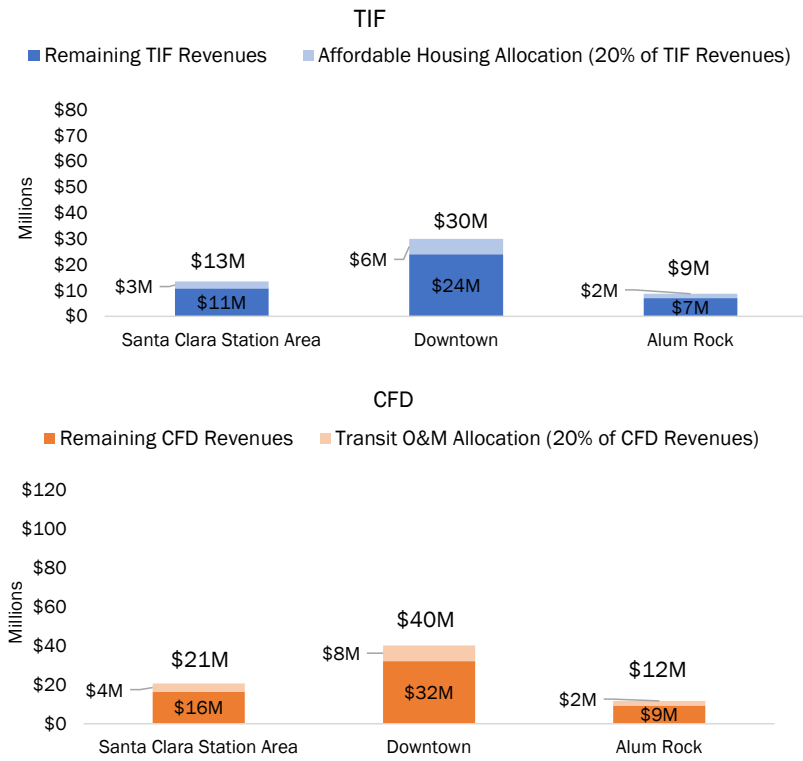 TIF
Remaining TIF Revenues Affordable Housing Allocation (20% of TIF Revenues)
$80
$70
$60
$50
$40
$30
$20
$10
$0
Millions
$13M
$3M
$11M
$30M
$6M
$24M
$9M
$2M
$7M
Santa Clara Station Area Downtown Alum Rock
CFD
Remaining CFD Revenues Transit O&M Allocation (20% of CFD Revenues)
$120
$100
$80
$60
$40
$20
$0
Millions
$21M
$4M
$16M
$40M
$8M
$32M
$12M
$2M
$9M
Santa Clara Station Area Downtown Alum Rock